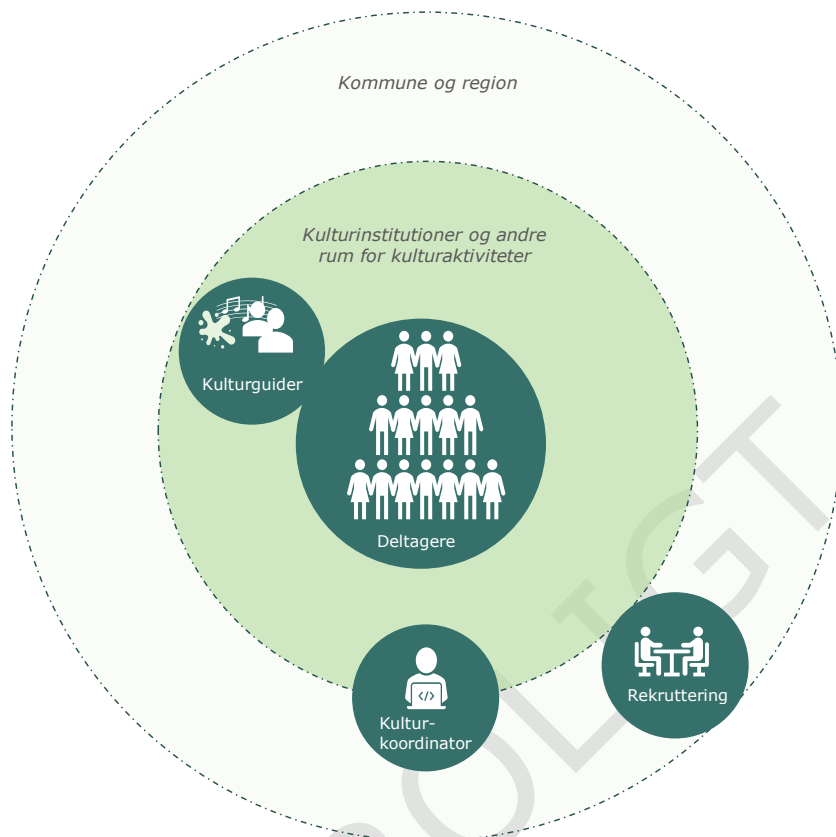 Kommune og region
Kulturinstitutioner og andre
rum for kulturaktiviteter
Kulturguider
Deltagere
Rekruttering
Kultur-
koordinator